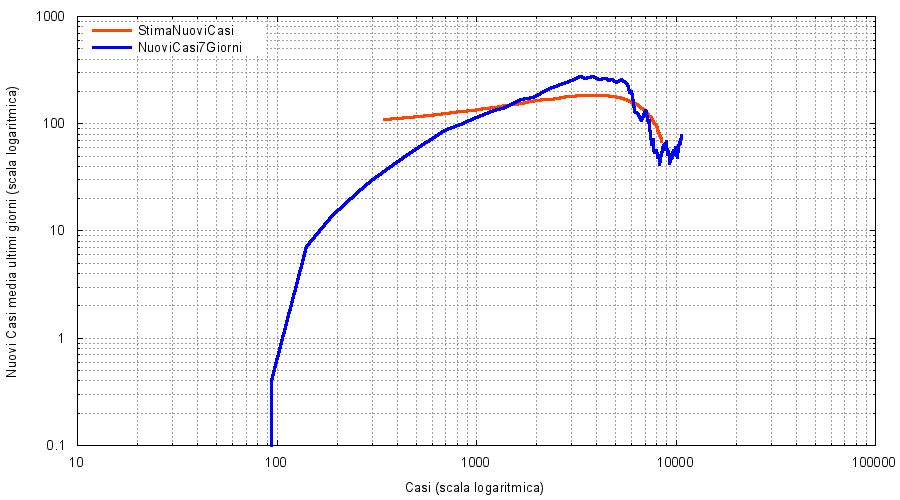 1000
100
10
1
0.1
StimaNuoviCasi
NuoviCasi7Giorni
Nuovi Casi media ultimi giorni (scala logaritmica)
10
100
1000
10000
100000
Casi (scala logaritmica)